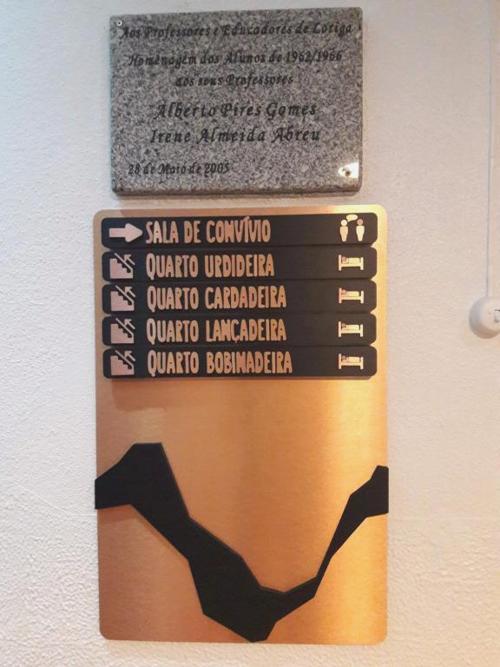 Aos Professores e Educadores de Loriga
Homenagem dos Alunos de 1962/1966
aos seus Professores
Alberto Pires Gomes
Irene Almeida Abreu
28 de Maio de 2005
SALA DE CONVÍVIO
QUARTO URDIDEIRA
QUARTO CARDADEIRA
QUARTO LANÇADEIRA
QUARTO BOBINADEIRA